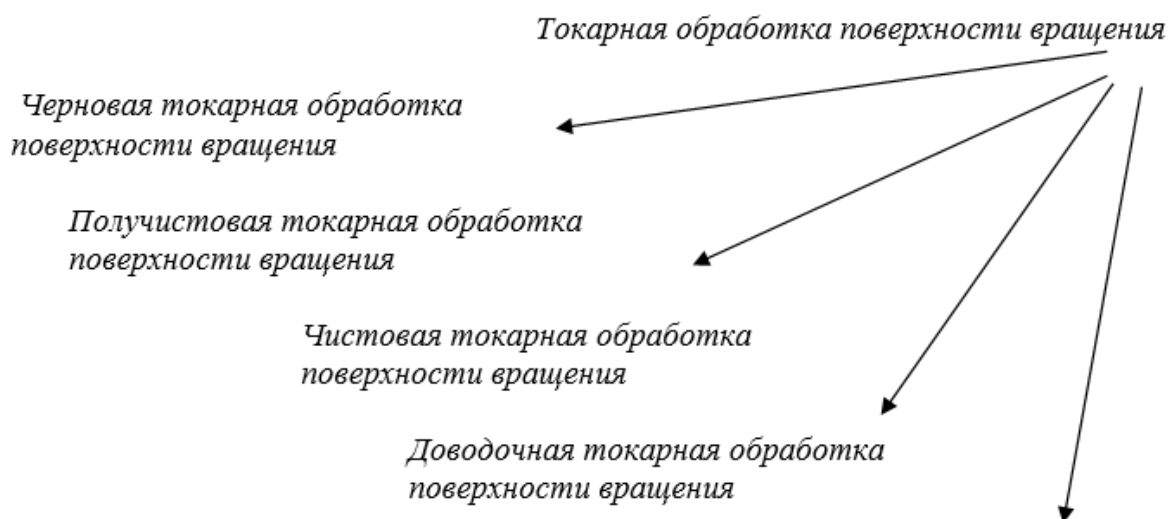 Токарная обработка поверхности вращения
Черновая токарная обработка
поверхности вращения
Получистовая токарная обработка
поверхности вращения
Чистовая токарная обработка
поверхности вращения
Доводочная токарная обработка
поверхности вращения